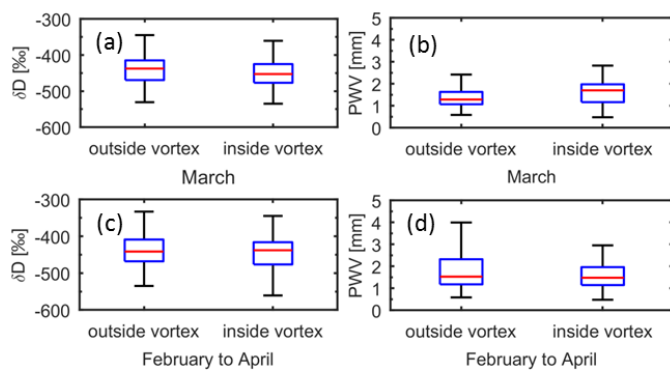 (a)
δD [‰]
-300
-400
-500
-600
outside vortex inside vortex
March
(b)
PWV [mm]
5
4
3
2
1
0
outside vortex inside vortex
March
(c)
δD [‰]
-300
-400
-500
-600
outside vortex inside vortex
February to April
(d)
PWV [mm]
5
4
3
2
1
0
outside vortex inside vortex
February to April